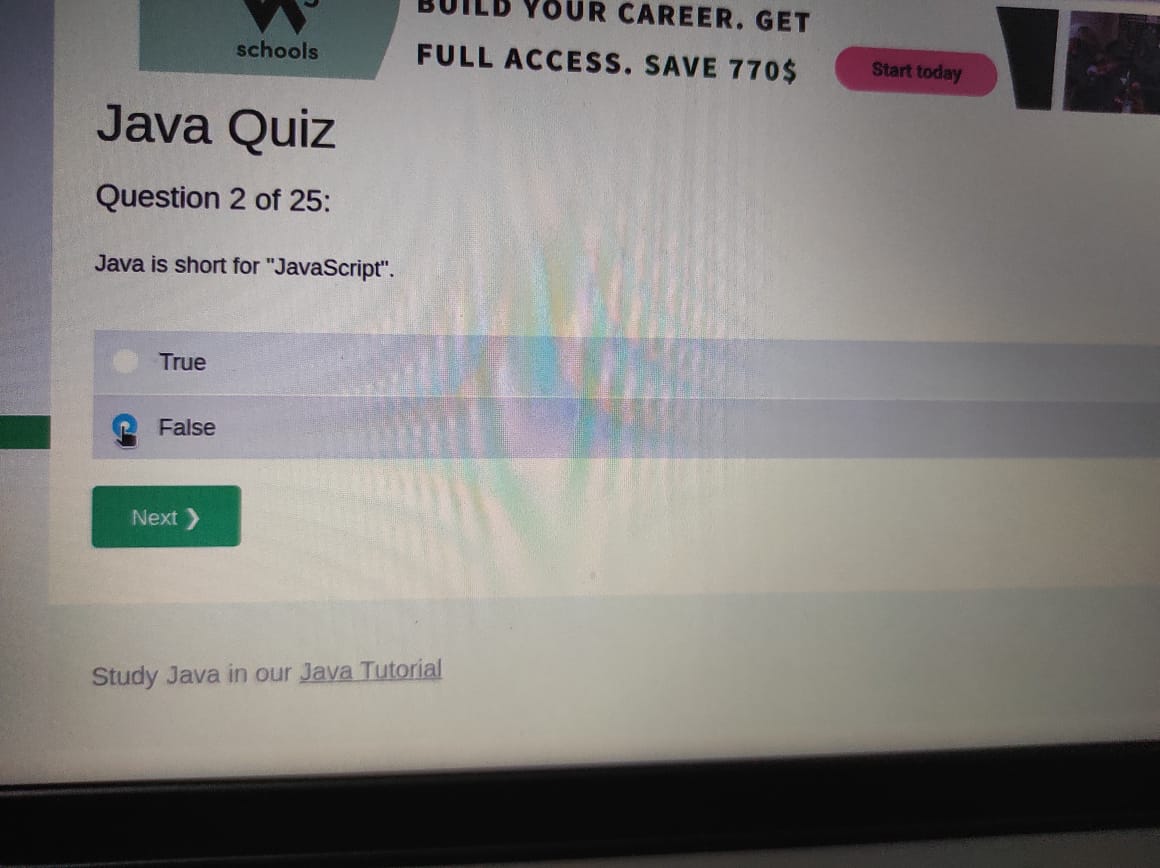 schools
BUILD YOUR CAREER. GET
FULL ACCESS. SAVE 770$
Start today
Java Quiz
Question 2 of 25:
Java is short for "JavaScript".
True
False
Next ❯
Study Java in our Java Tutorial